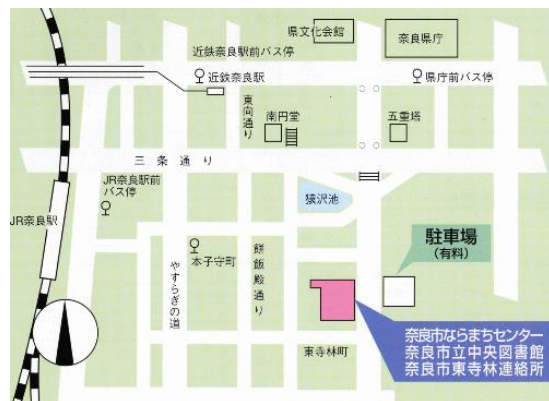 県文化会館
奈良県庁
近鉄奈良駅前バス停
近鉄奈良駅
県庁前バス停
東向通り
南円堂
五重塔
三条通り
JR奈良駅前
バス停
猿沢池
JR奈良駅
駐車場
(有料)
本子守町
餅飯殿通り
やすらぎの道
東寺林町
奈良市ならまちセンター
奈良市立中央図書館
奈良市東寺林連絡所